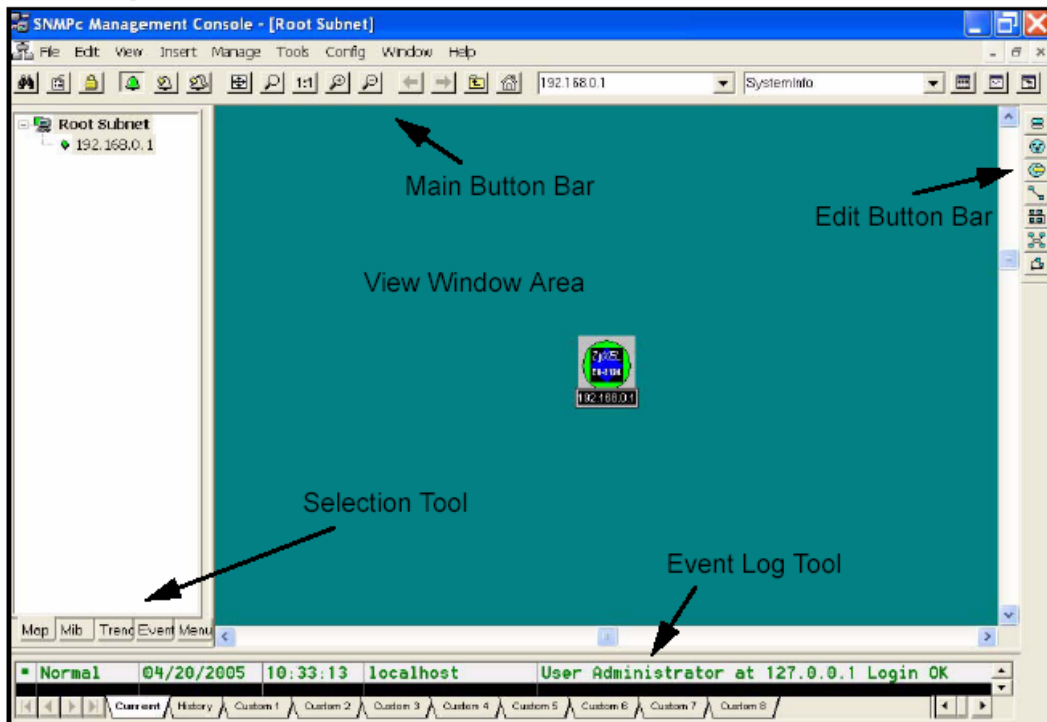 SNMPc Management Console - [Root Subnet]
File Edit View Insert Manage Tools Config Window Help
1:1 192.168.0.1 SystemInfo
Root Subnet
192.168.0.1
Main Button Bar
Edit Button Bar
View Window Area
ZyXEL
192.168.0.1
Selection Tool
Event Log Tool
Map Mib Trend Event Menu
Normal 04/20/2005 10:33:13 localhost User Administrator at 127.0.0.1 Login OK
Current History Custom 1 Custom 2 Custom 3 Custom 4 Custom 5 Custom 6 Custom 7 Custom 8